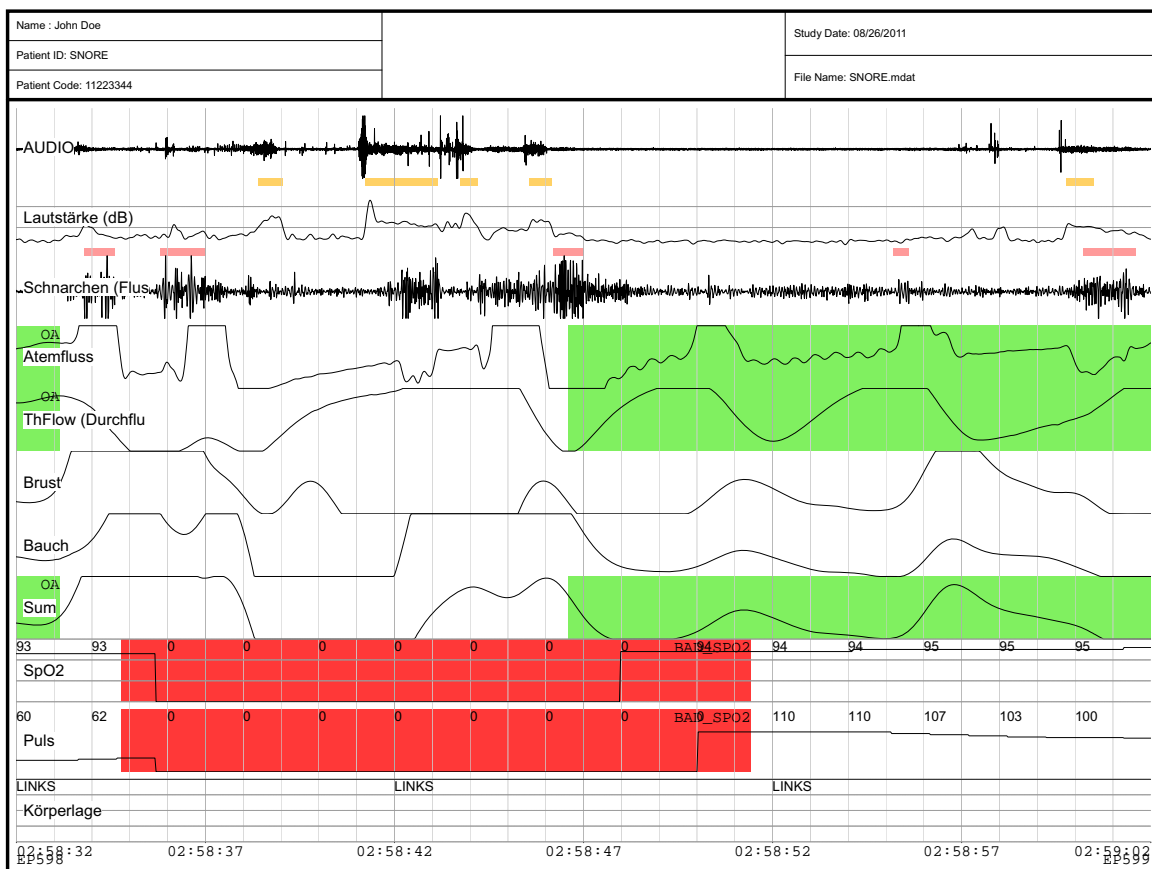 Name : John Doe
Patient ID: SNORE
Patient Code: 11223344
Study Date: 08/26/2011
File Name: SNORE.mdat
AUDIO
Lautstärke (dB)
Schnarchen (Flus
OA
Atemfluss
OA
ThFlow (Durchflu
Brust
Bauch
OA
Sum
93 93 0 0 0 0 0 0 0 94 94 94 95 95 95
BAD_SPO2
SpO2
60 62 0 0 0 0 0 0 0 0 110 110 107 103 100
BAD_SPO2
Puls
LINKS LINKS LINKS
Körperlage
02:58:32 02:58:37 02:58:42 02:58:47 02:58:52 02:58:57 02:59:02
EP598 EP599